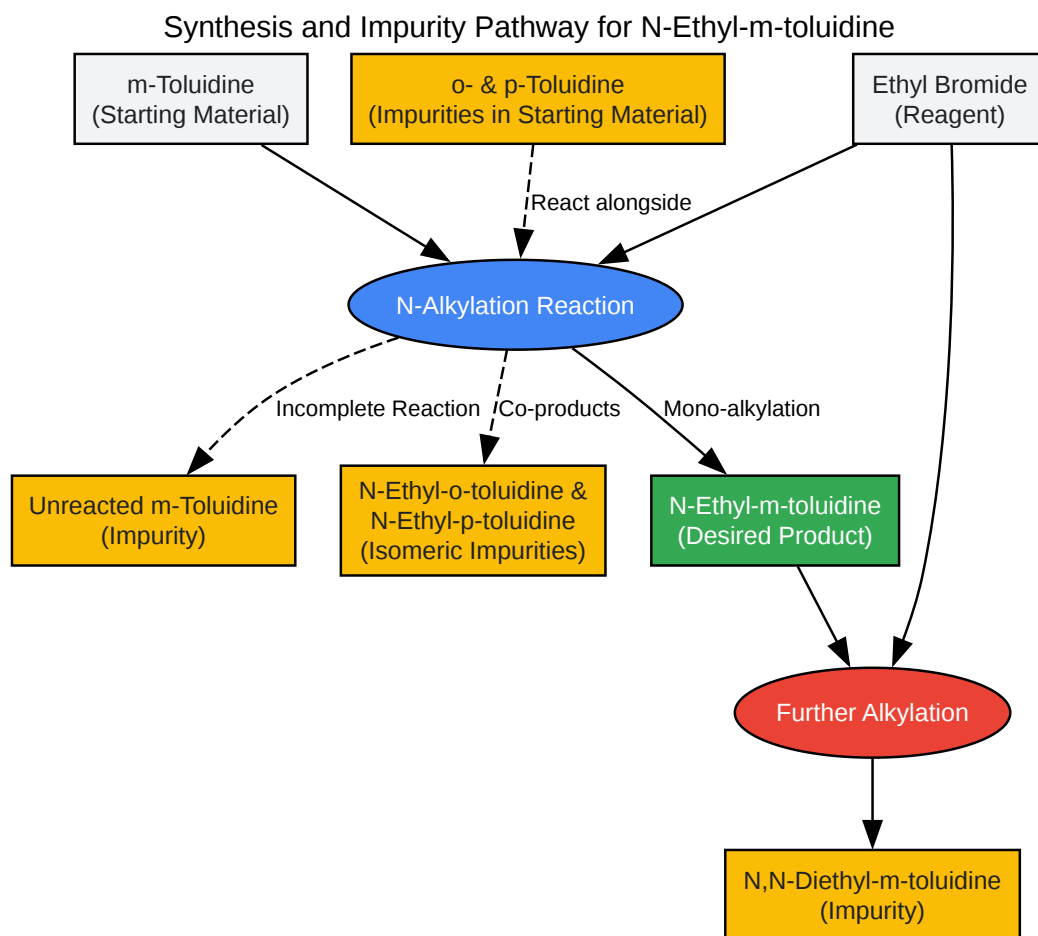 Synthesis and Impurity Pathway for N-Ethyl-m-toluidine
m-Toluidine
(Starting Material)
o- & p-Toluidine
(Impurities in Starting Material)
Ethyl Bromide
(Reagent)
React alongside
N-Alkylation Reaction
Incomplete Reaction
Co-products
Mono-alkylation
Unreacted m-Toluidine
(Impurity)
N-Ethyl-o-toluidine &
N-Ethyl-p-toluidine
(Isomeric Impurities)
N-Ethyl-m-toluidine
(Desired Product)
Further Alkylation
N,N-Diethyl-m-toluidine
(Impurity)